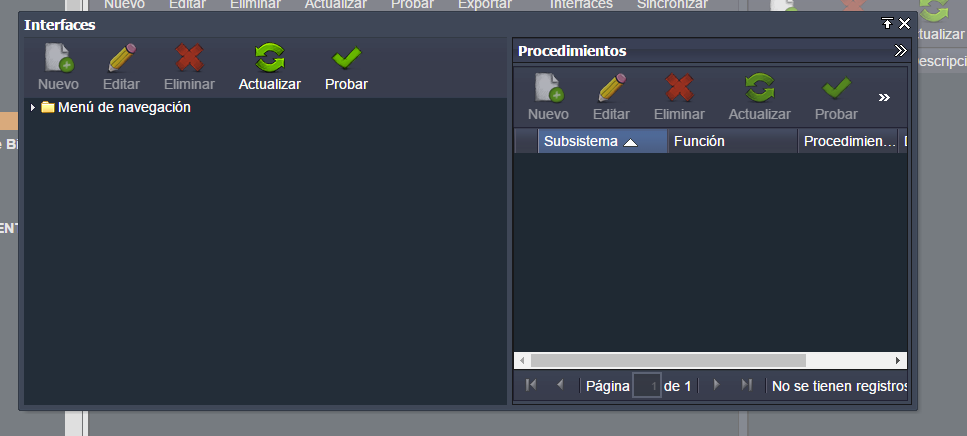 Nuevo Editar Eliminar Actualizar Probar Exportar Interfaces Sincronizar
Interfaces
Nuevo Editar Eliminar Actualizar Probar
Menú de navegación
Procedimientos
Nuevo Editar Eliminar Actualizar Probar
Subsistema Función Procedimien...
Página 1 de 1 No se tienen registros
ctualizar
escripci
e Bi
ENT